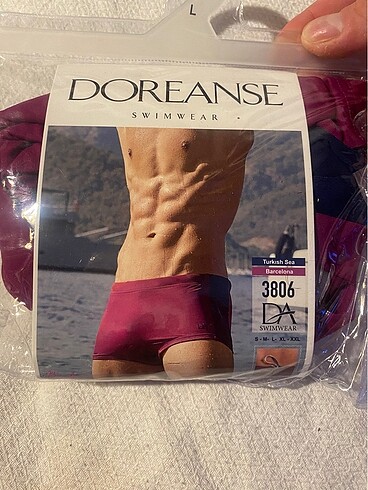 L
DOREANSE
SWIMWEAR
Turkish Sea
Barcelona
3806
DA
SWIMWEAR
S - M - L - XL - XXL